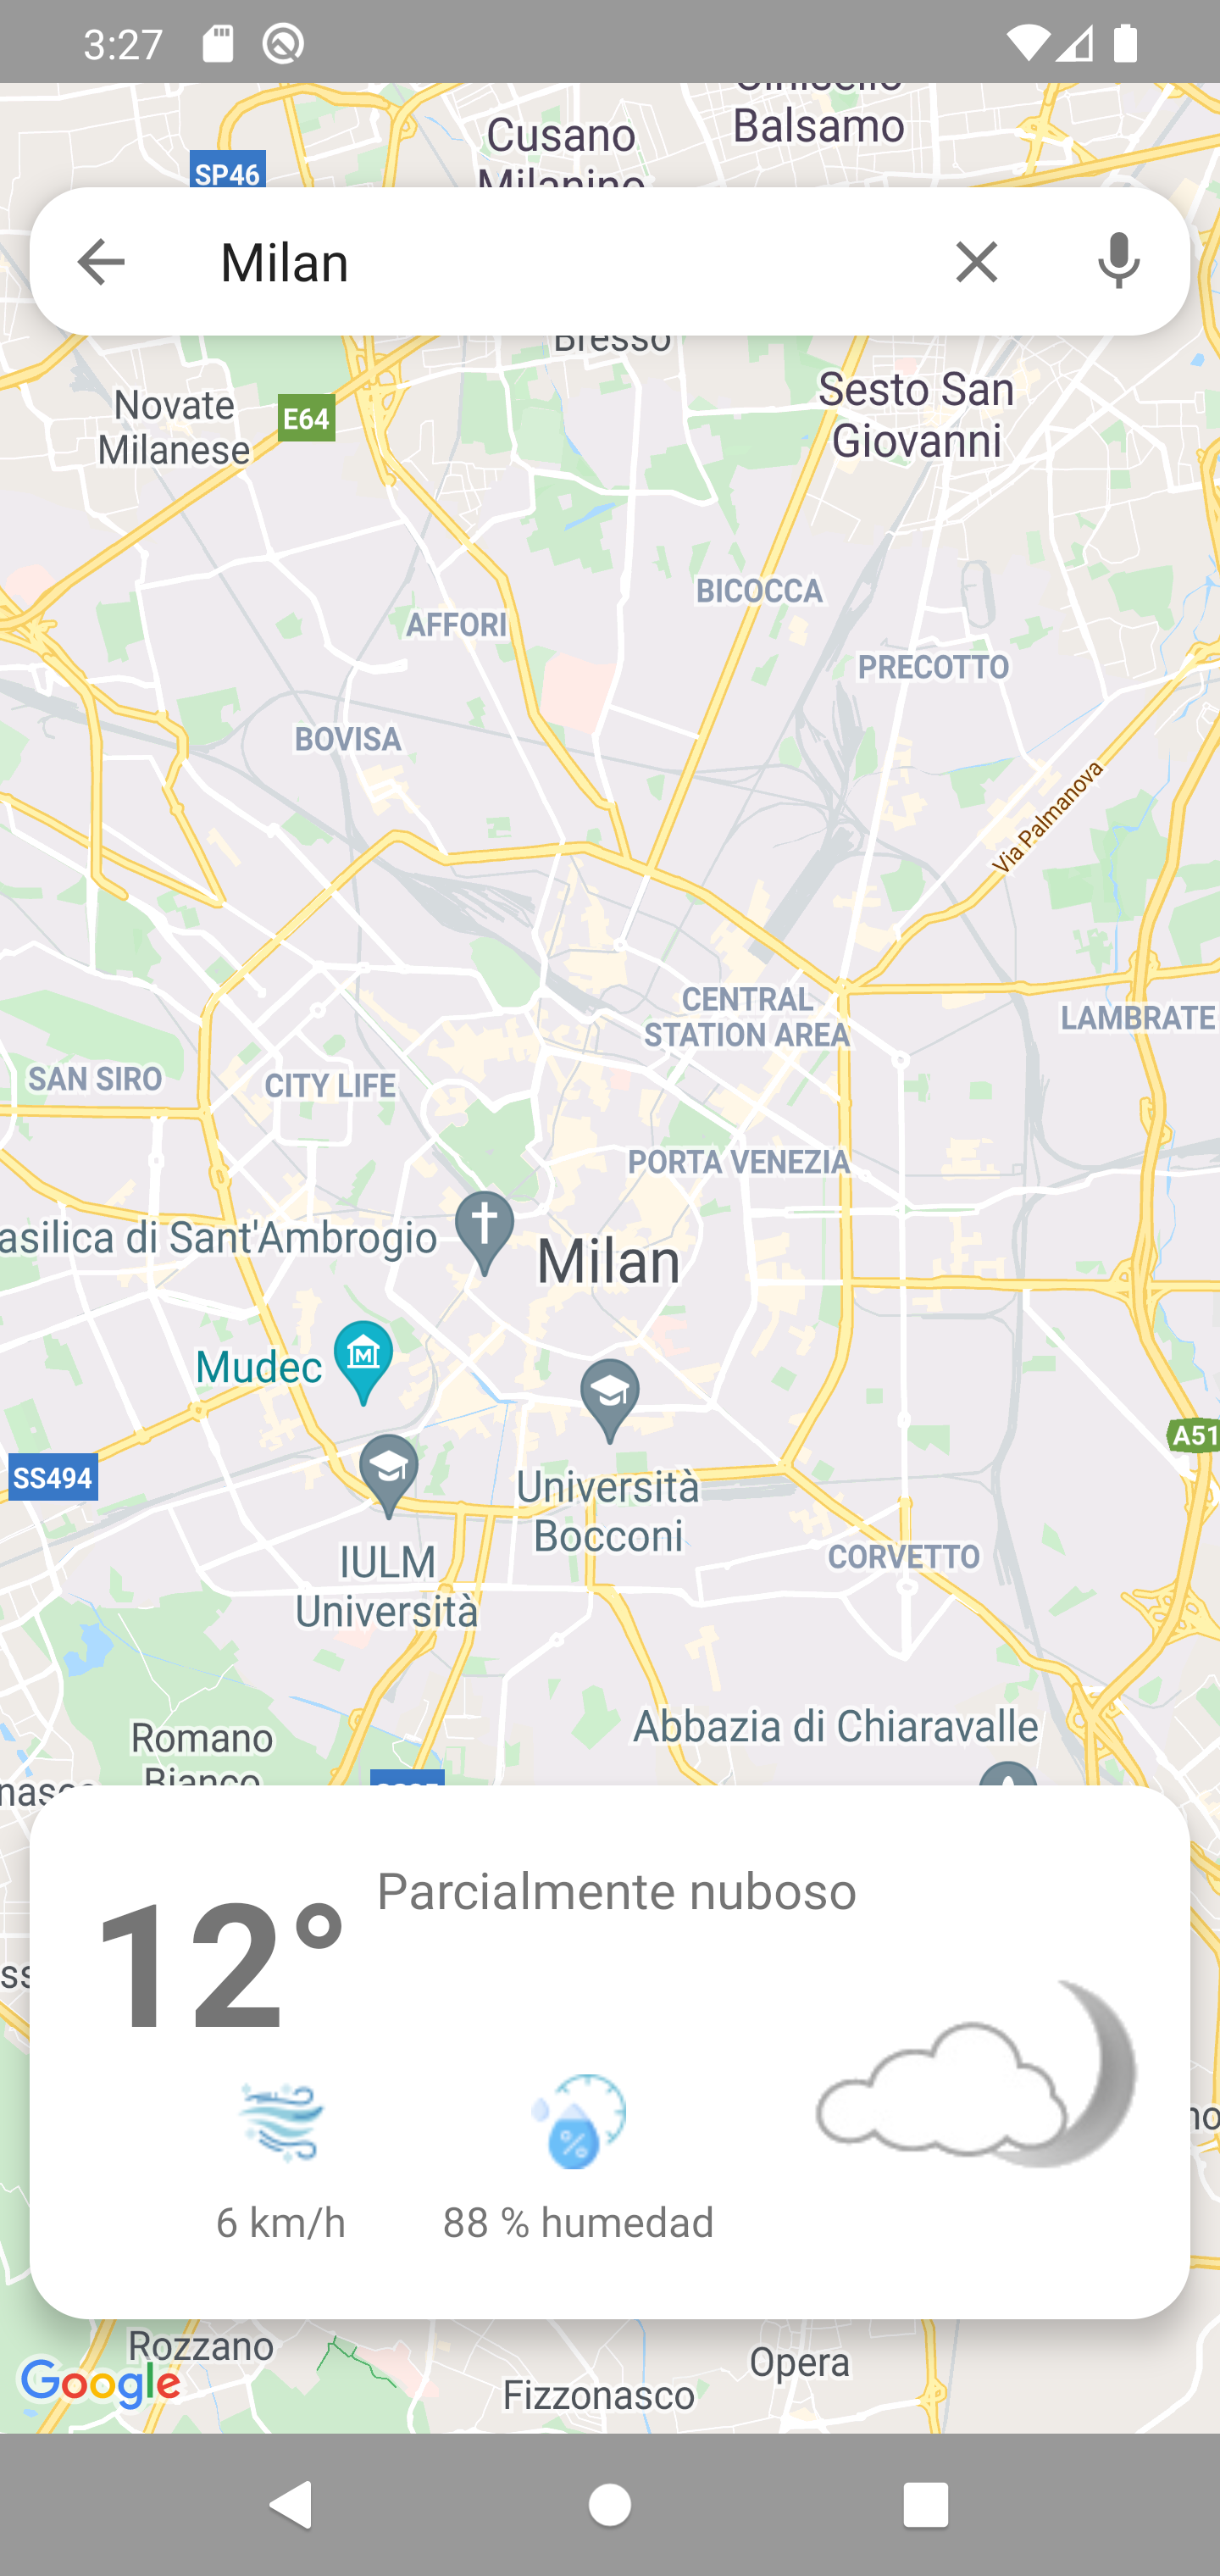 3:27
Balsamo
Cusano
Milanino
SP46
Milan
Bresso
Sesto San
Giovanni
Novate
Milanese
E64
BICOCCA
AFFORI
PRECOTTO
BOVISA
Via Palmanova
CENTRAL
STATION AREA
LAMBRATE
SAN SIRO
CITY LIFE
PORTA VENEZIA
asilica di Sant'Ambrogio
Milan
Mudec
A51
SS494
Università
Bocconi
IULM
Università
CORVETTO
Abbazia di Chiaravalle
Romano
Bianco
12°
Parcialmente nuboso
6 km/h
88 % humedad
Rozzano
Google
Opera
Fizzonasco